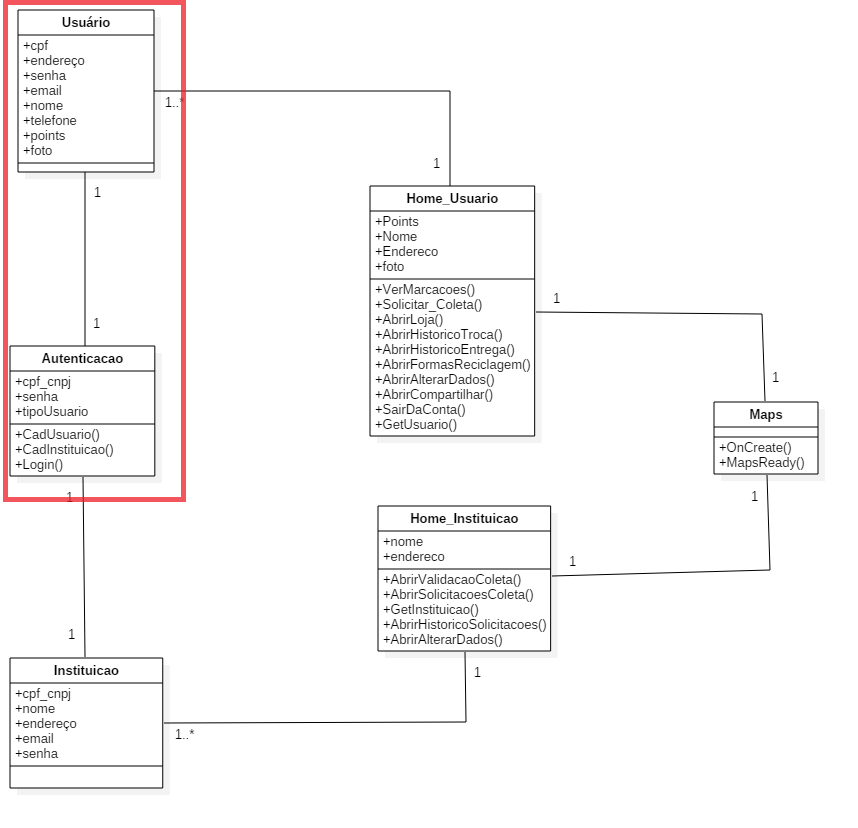 Usuário
+cpf
+endereço
+senha
+email
+nome
+telefone
+points
+foto
1..*
1
1
1
Home_Usuario
+Points
+Nome
+Endereco
+foto
+VerMarcacoes()
+Solicitar_Coleta()
+AbrirLoja()
+AbrirHistoricoTroca()
+AbrirHistoricoEntrega()
+AbrirFormasReciclagem()
+AbrirAlterarDados()
+AbrirCompartilhar()
+SairDaConta()
+GetUsuario()
1
1
Autenticacao
+cpf_cnpj
+senha
+tipoUsuario
+CadUsuario()
+CadInstituicao()
+Login()
1
1
Maps
+OnCreate()
+MapsReady()
1
1
Home_Instituicao
+nome
+endereco
+AbrirValidacaoColeta()
+AbrirSolicitacoesColeta()
+GetInstituicao()
+AbrirHistoricoSolicitacoes()
+AbrirAlterarDados()
1
1..*
Instituicao
+cpf_cnpj
+nome
+endereço
+email
+senha